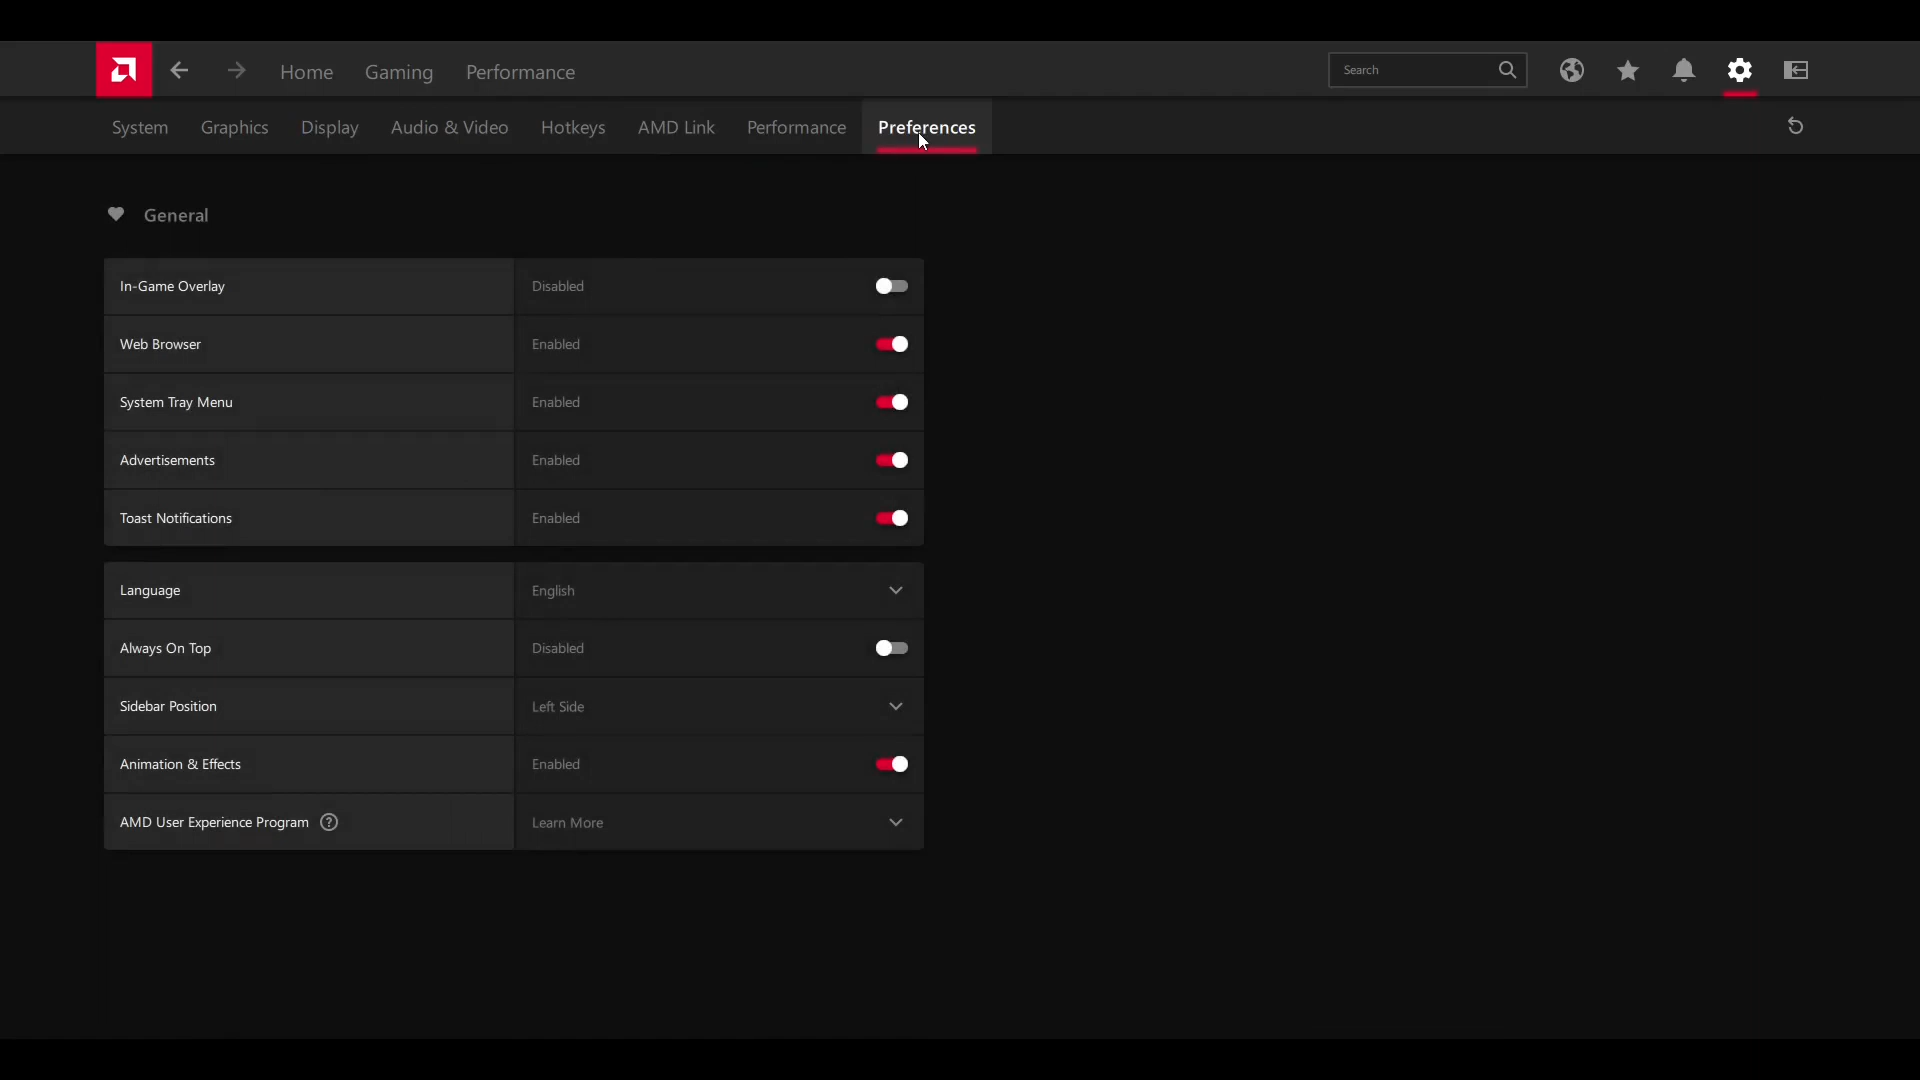 Home Gaming Performance Search
System Graphics Display Audio & Video Hotkeys AMD Link Performance Preferences
General
In-Game Overlay Disabled
Web Browser Enabled
System Tray Menu Enabled
Advertisements Enabled
Toast Notifications Enabled
Language English
Always On Top Disabled
Sidebar Position Left Side
Animation & Effects Enabled
AMD User Experience Program ? Learn More